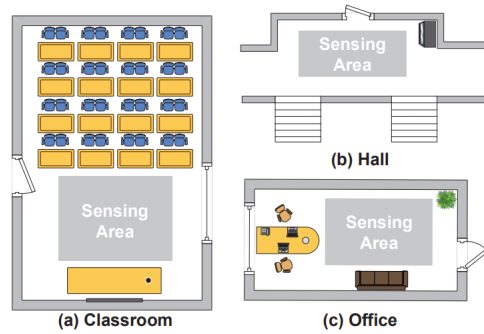 Sensing
Area
(a) Classroom
Sensing
Area
(b) Hall
Sensing
Area
(c) Office